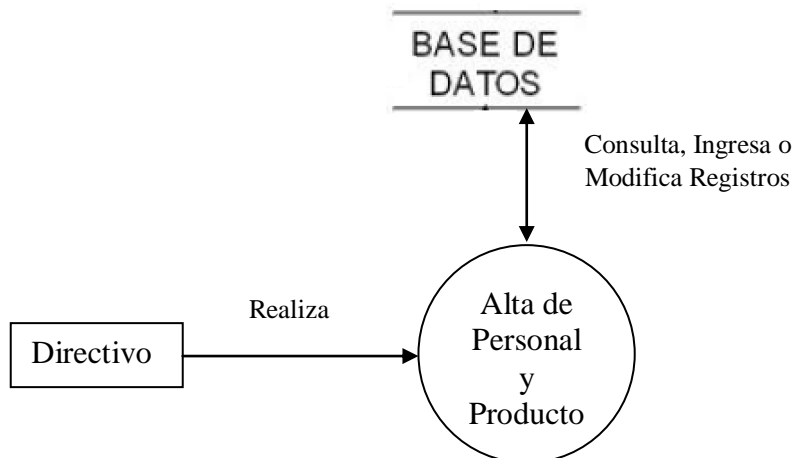 BASE DE
DATOS
Consulta, Ingresa o
Modifica Registros
Realiza
Directivo
Alta de
Personal
y
Producto